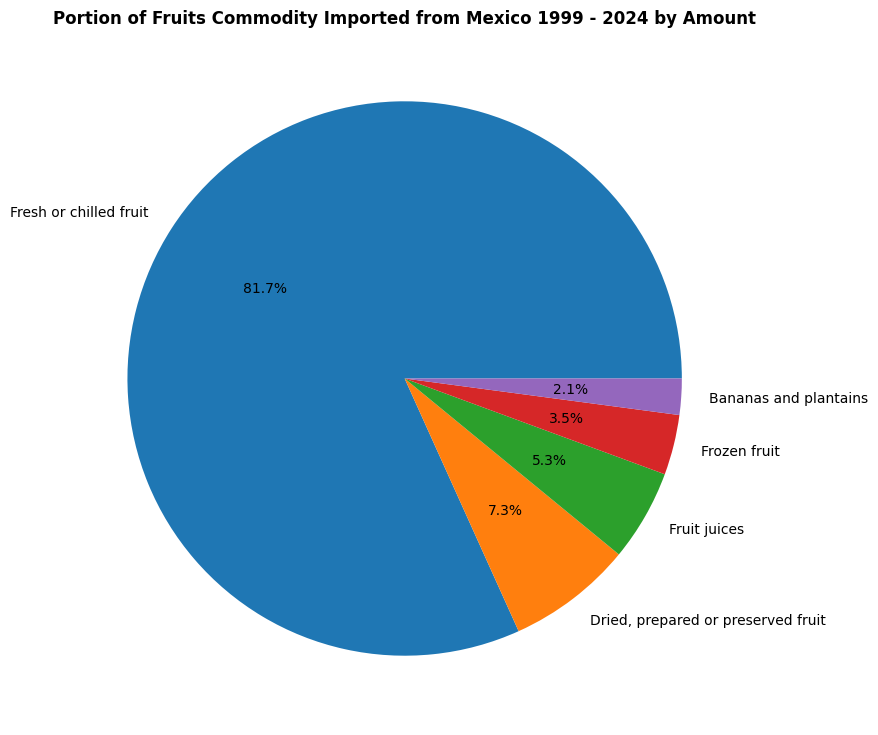 Portion of Fruits Commodity Imported from Mexico 1999 - 2024 by Amount
Fresh or chilled fruit
81.7%
2.1%
Bananas and plantains
3.5%
Frozen fruit
5.3%
Fruit juices
7.3%
Dried, prepared or preserved fruit